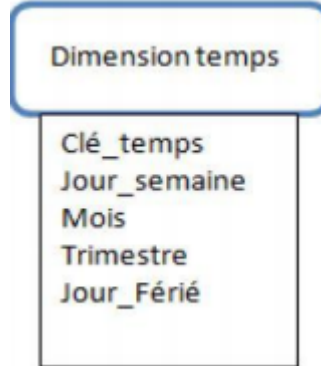 Dimension temps
Clé_temps
Jour_semaine
Mois
Trimestre
Jour_Férié